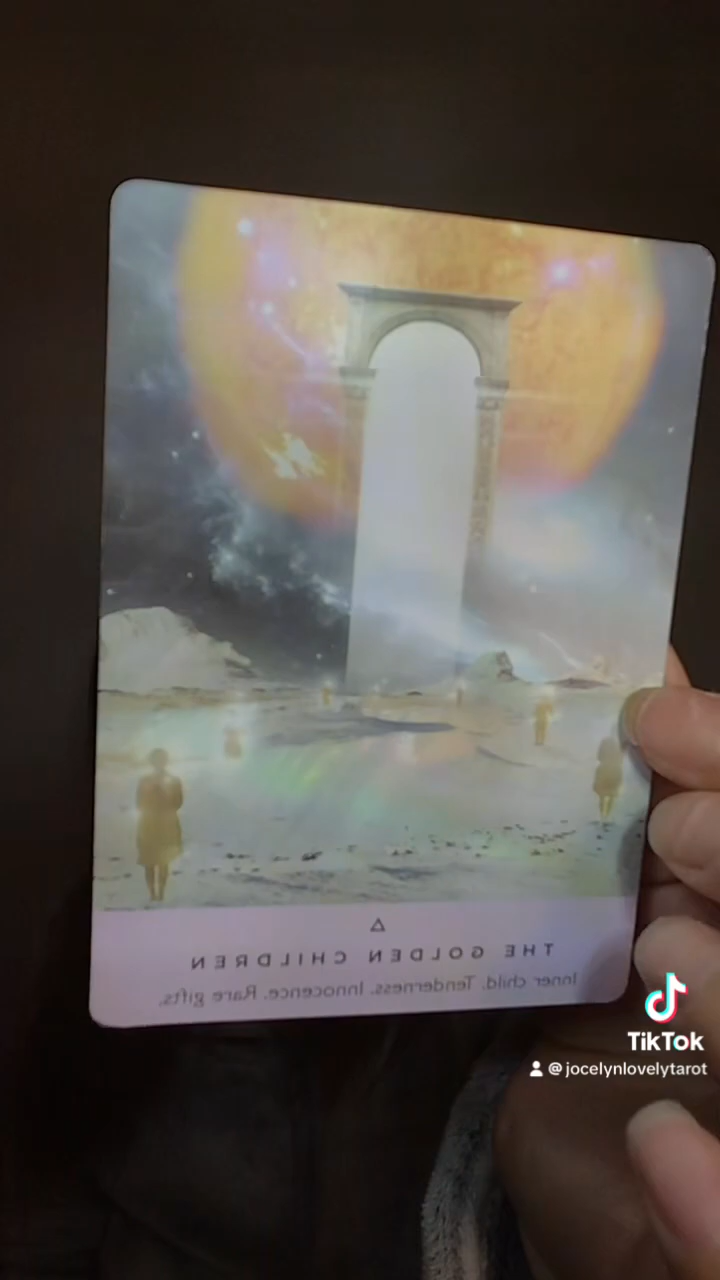 THE GOLDEN CHILDREN
Inner child. Tenderness. Innocence. Rare gifts.
TikTok
@jocelynlovelytarot